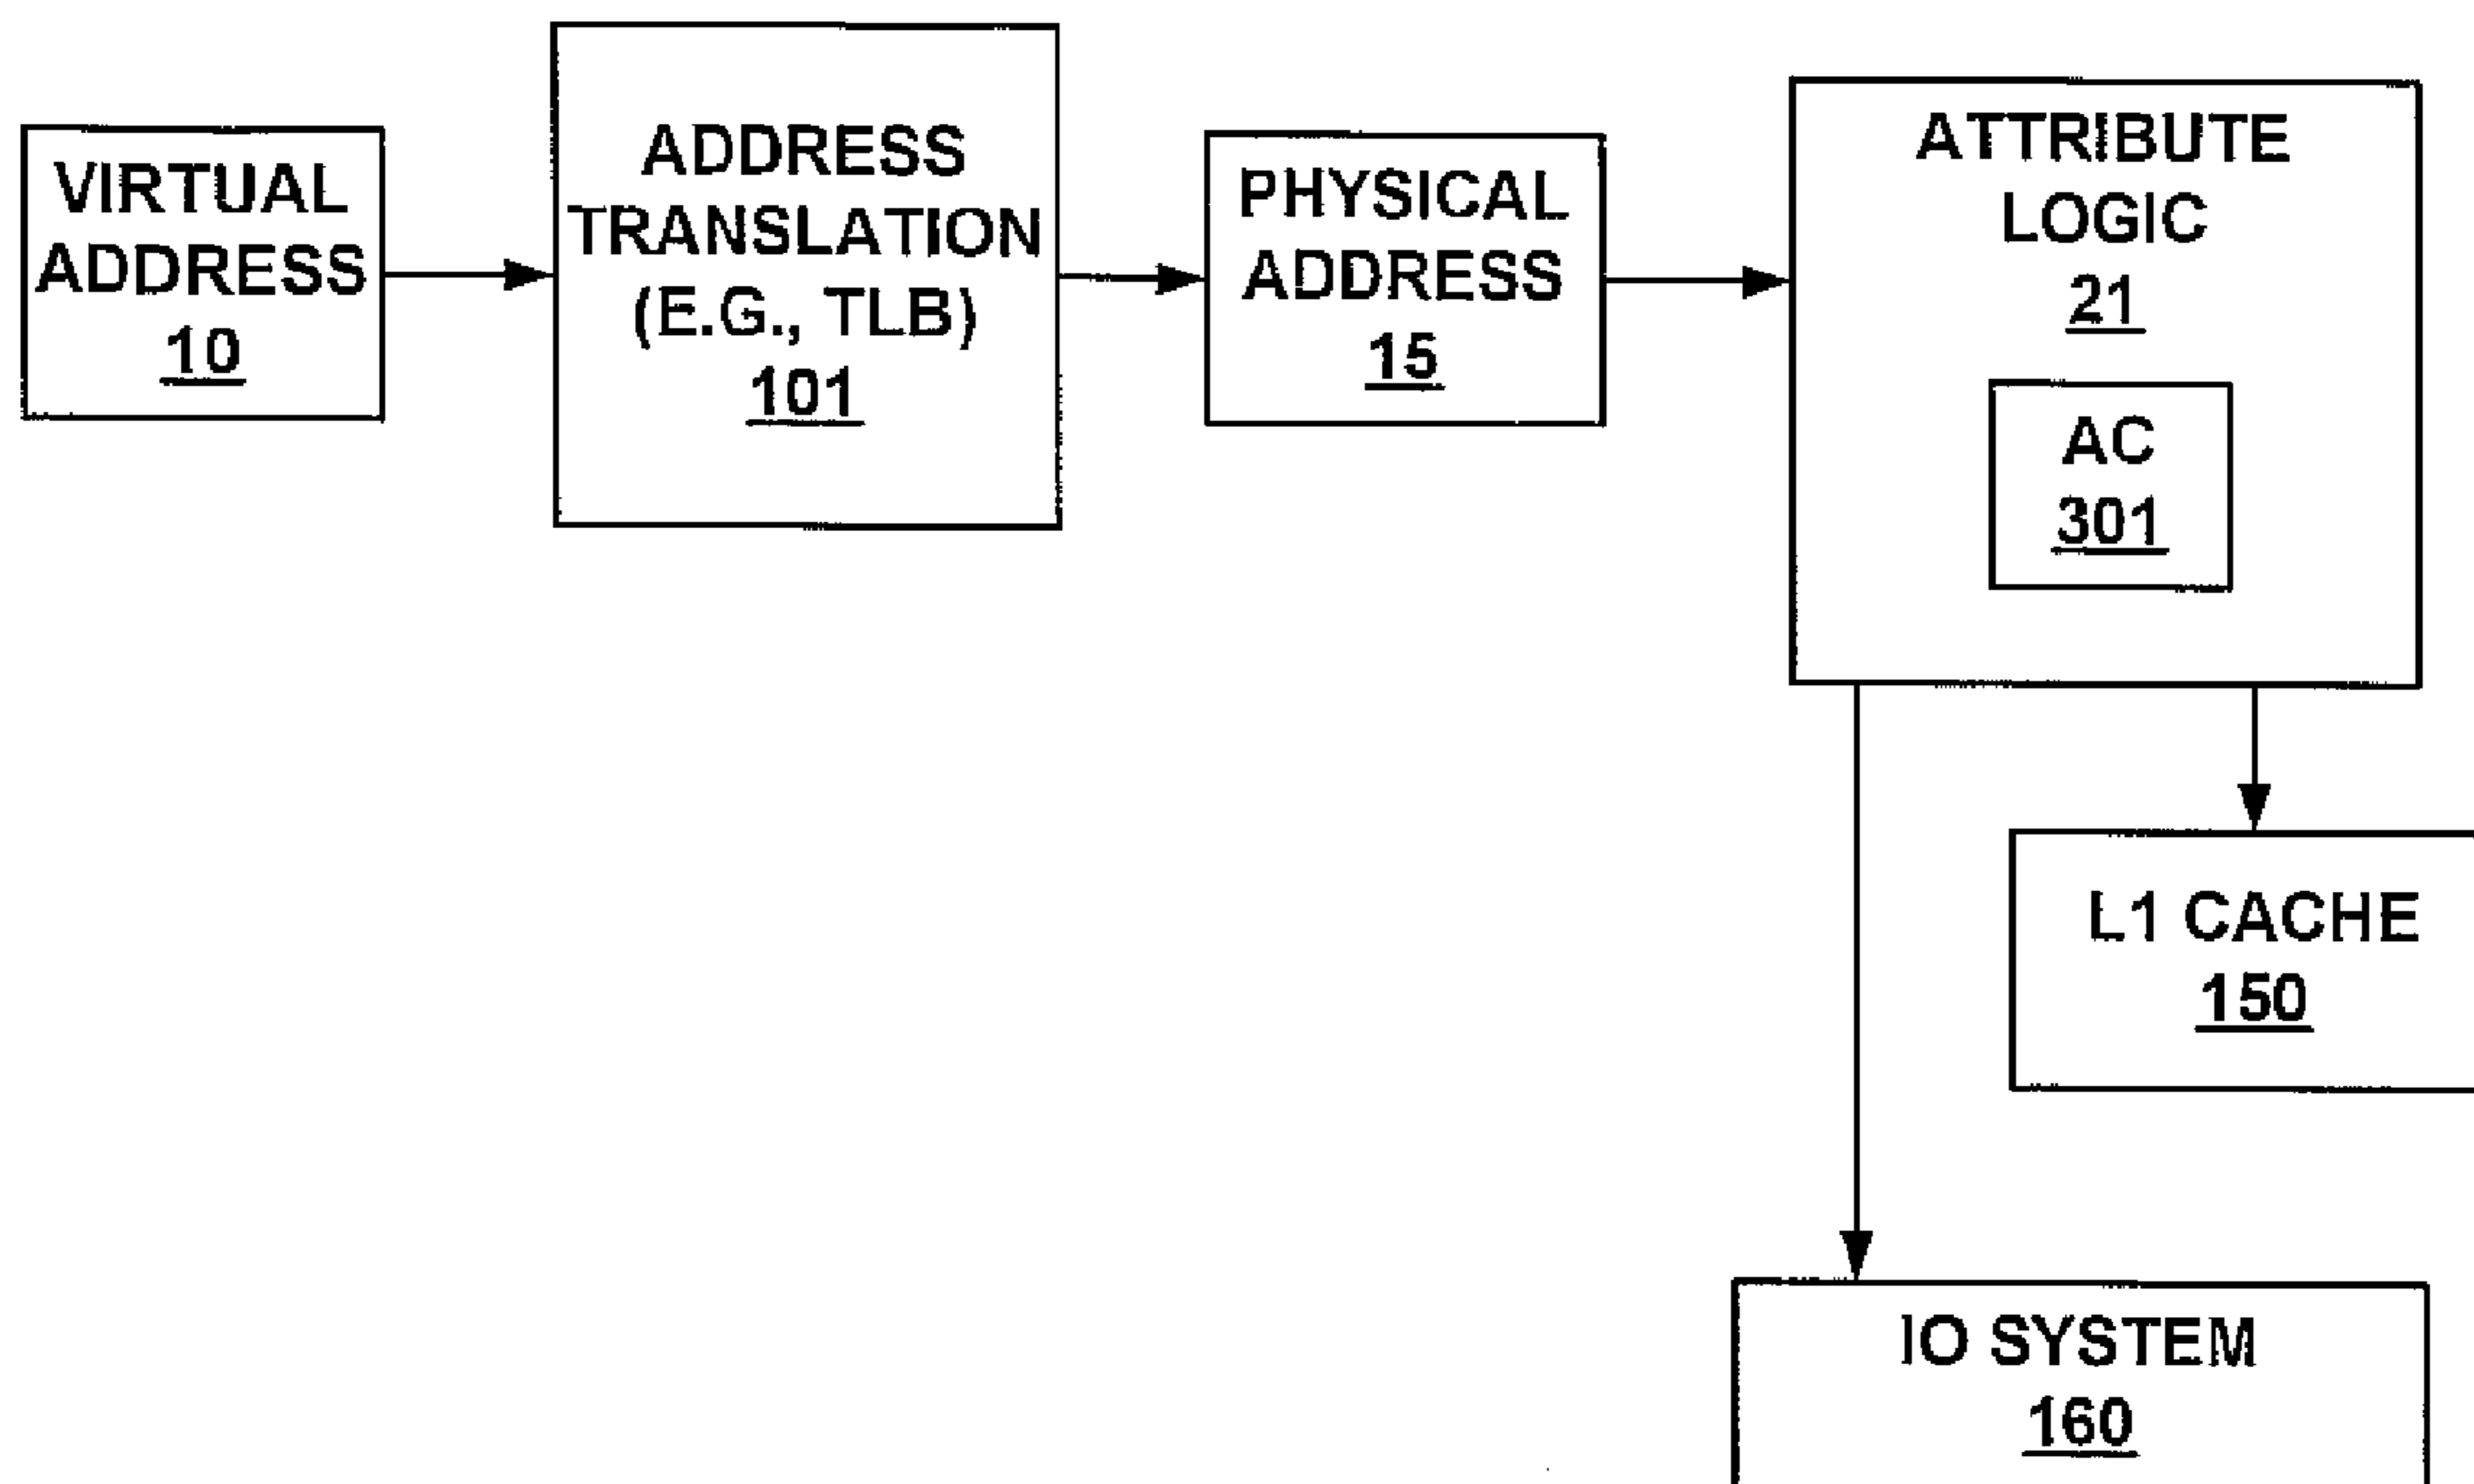 VIRTUAL
ADDRESS
10
ADDRESS
TRANSLATION
(E.G., TLB)
101
PHYSICAL
ADDRESS
15
ATTRIBUTE
LOGIC
21
AC
301
L1 CACHE
150
IO SYSTEM
160